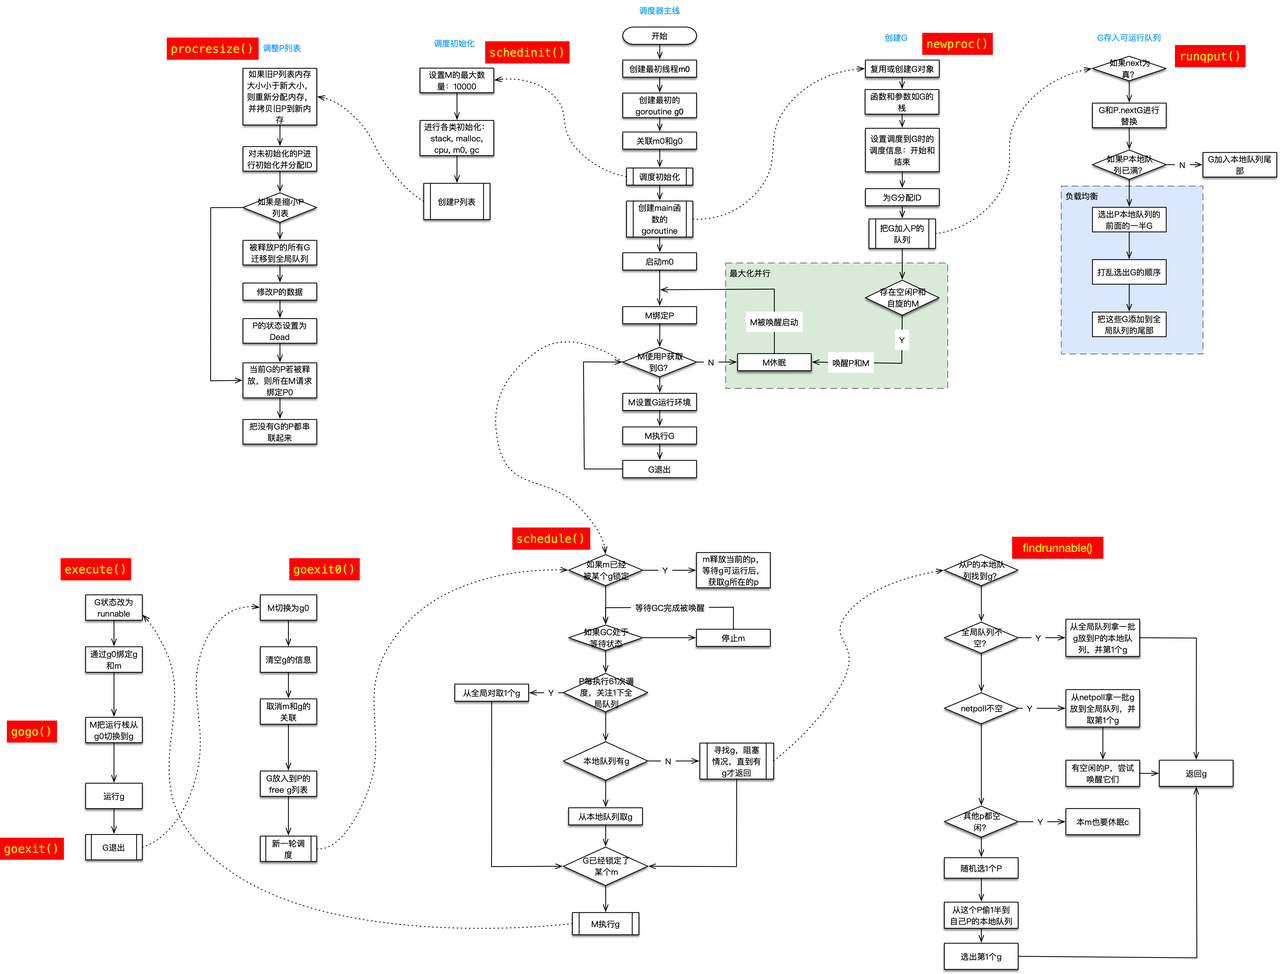 调度器主线
procresize()
调整P列表
调度初始化
schedinit()
创建G
newproc()
G存入可运行队列
runqput()
如果旧P列表内存
大小小于新大小，
则重新分配内存，
并拷贝旧P到新内
存
对未初始化的P进
行初始化并分配ID
如果是缩小P
列表
被释放P的所有G
迁移到全局队列
修改P的数据
P的状态设置为
Dead
当前G的P若被释
放，则所在M请求
绑定P0
把没有G的P都串
联起来
设置M的最大数
量：10000
进行各类初始化：
stack, malloc,
cpu, m0, gc
创建P列表
开始
创建最初线程m0
创建最初的
goroutine g0
关联m0和g0
调度初始化
创建main函
数的
goroutine
启动m0
M绑定P
M使用P获取
到G?
N
M设置G运行环境
M执行G
G退出
最大化并行
M被唤醒启动
M休眠
唤醒P和M
Y
复用或创建G对象
函数和参数如G的
栈
设置调度到G时的
调度信息：开始和
结束
为G分配ID
把G加入P的
队列
存在空闲P和
自旋的M
如果next为
真?
G和P.nextG进行
替换
如果P本地队
列已满?
N
G加入本地队列尾
部
负载均衡
选出P本地队列的
前面的一半G
打乱选出G的顺序
把这些G添加到全
局队列的尾部
execute()
G状态改为
runnable
通过g0绑定g
和m
gogo()
M把运行栈从
g0切换到g
运行g
goexit()
G退出
goexit0()
M切换为g0
清空g的信息
取消m和g的
关联
G放入到P的
free g列表
新一轮调
度
schedule()
如果m已经
被某个g锁定
Y
m释放当前的p，
等待g可运行后，
获取g所在的p
等待GC完成被唤醒
如果GC处于
等待状态
停止m
P每执行61次调
度，关注1下全
局队列
Y
从全局对取1个g
本地队列有g
N
寻找g，阻塞
情况，直到有
g才返回
从本地队列取g
G已经锁定了
某个m
M执行g
findrunnable()
从P的本地队
列找到g?
全局队列不
空?
Y
从全局队列拿一批
g放到P的本地队
列，并第1个g
netpoll不空
Y
从netpoll拿一批g
放到全局队列，并
取第1个g
有空闲的P，尝试
唤醒它们
返回g
其他p都空
闲?
Y
本m也要休眠c
随机选1个P
从这个P偷1半到
自己P的本地队列
选出第1个g